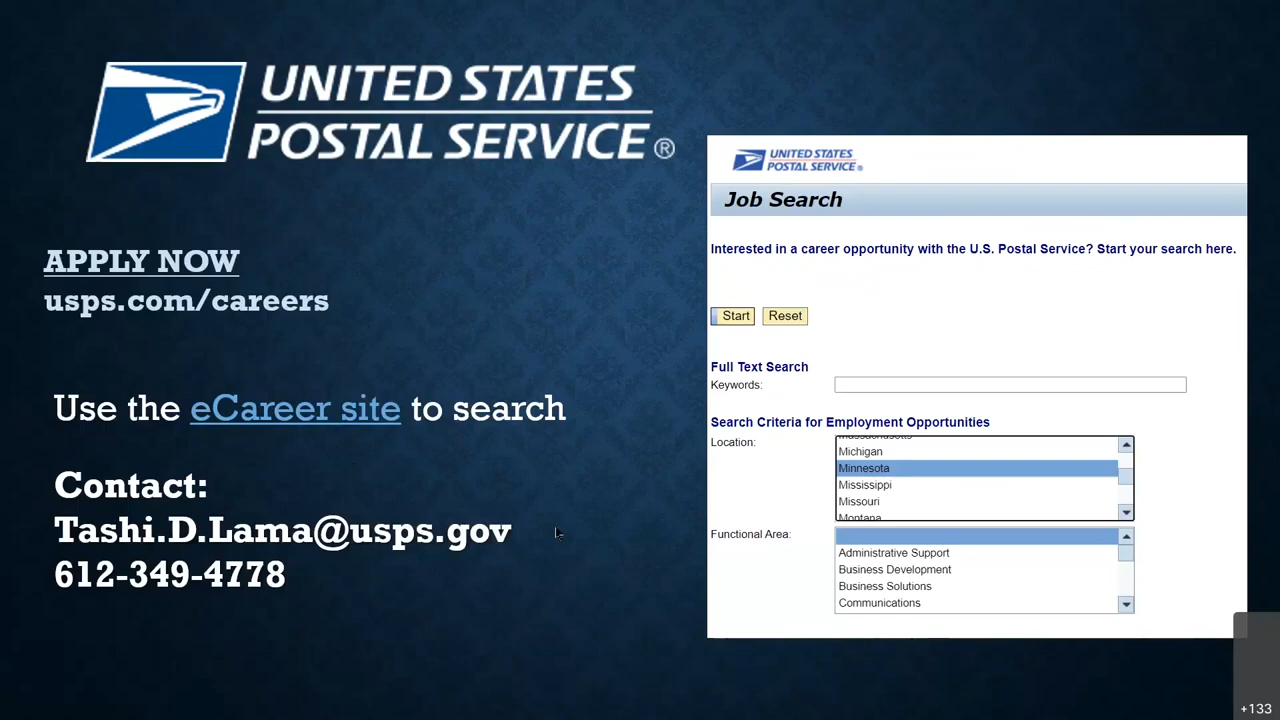 UNITED STATES
POSTAL SERVICE®
APPLY NOW
usps.com/careers
Use the eCareer site to search
Contact:
Tashi.D.Lama@usps.gov
612-349-4778
UNITED STATES
POSTAL SERVICE®
Job Search
Interested in a career opportunity with the U.S. Postal Service? Start your search here.
Start Reset
Full Text Search
Keywords:
Search Criteria for Employment Opportunities
Location:
Massachusetts
Michigan
Minnesota
Mississippi
Missouri
Montana
Functional Area:
Administrative Support
Business Development
Business Solutions
Communications
+133